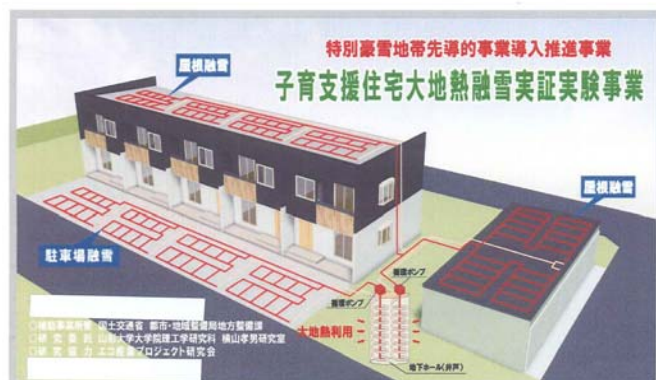 特別豪雪地帯先導的事業導入推進事業
子育支援住宅大地熱融雪実証実験事業
屋根融雪
屋根融雪
駐車場融雪
循環ポンプ
循環ポンプ
大地熱利用
地下ホール(井戸)
○補助事業所管 国土交通省 都市・地域整備局地方整備課
○研究委託 山形大学大学院理工学研究科 横山孝男研究室
○研究協力 エコ産業プロジェクト研究会